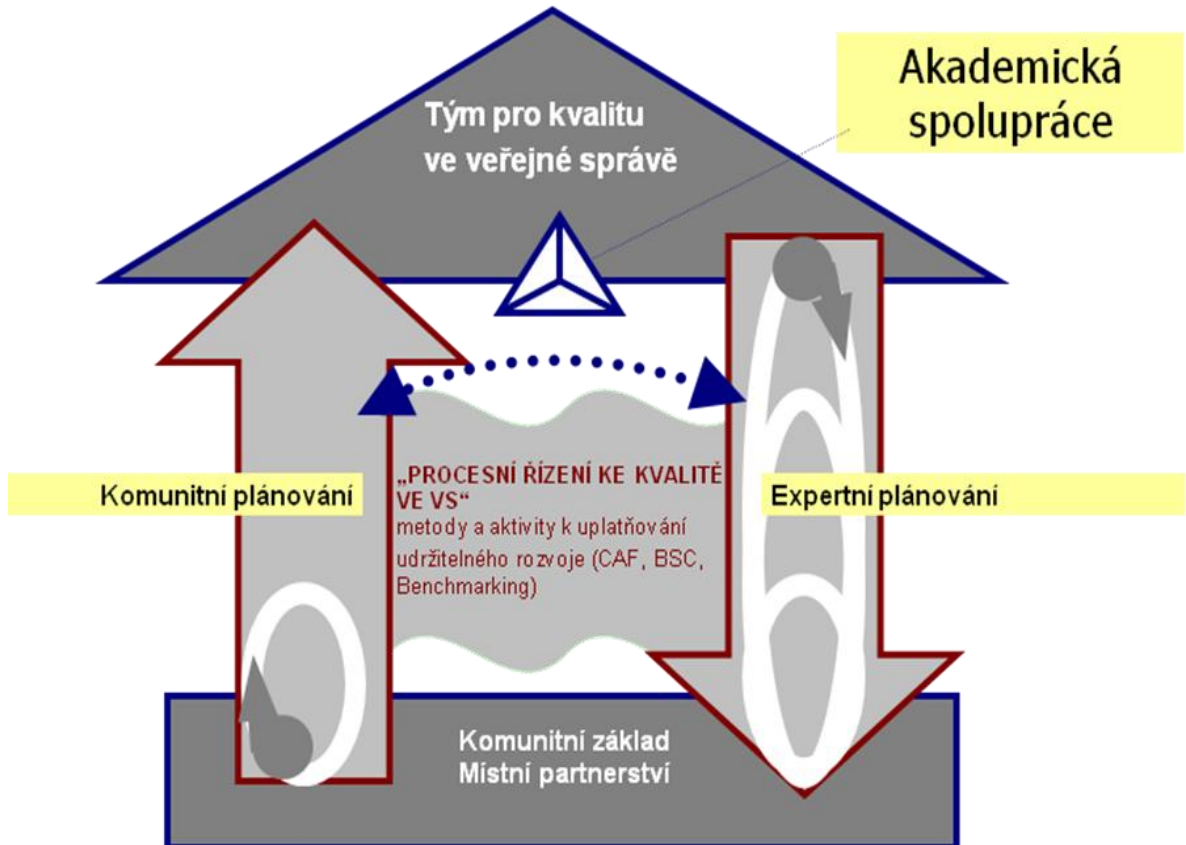 Akademická
spolupráce
Tým pro kvalitu
ve veřejné správě
„PROCESNÍ ŘÍZENÍ KE KVALITĚ
VE VS“
metody a aktivity k uplatňování
udržitelného rozvoje (CAF, BSC,
Benchmarking)
Komunitní plánování
Expertní plánování
Komunitní základ
Místní partnerství